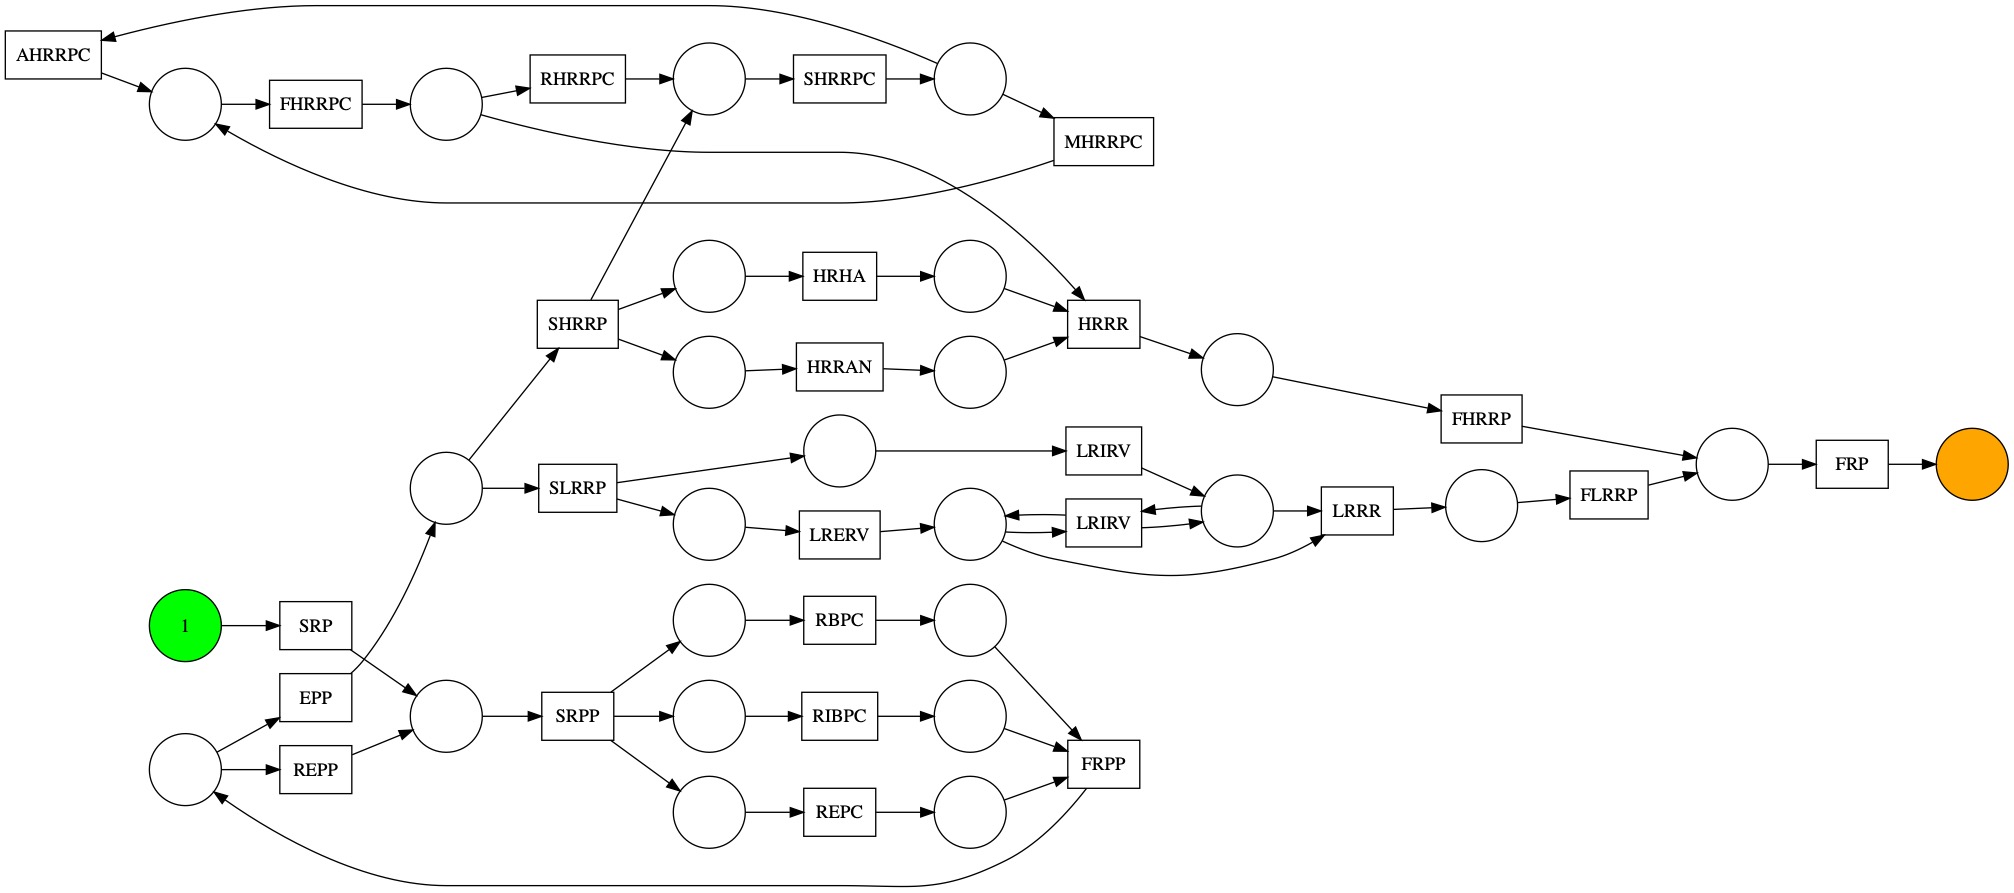 AHRRPC
FHRRPC
RHRRPC
SHRRPC
MHRRPC
SHRRP
HRHA
HRRAN
HRRR
FHRRP
SLRRP
LRIRV
LRERV
LRIRV
LRRR
FLRRP
FRP
1
SRP
EPP
REPP
SRPP
RBPC
RIBPC
REPC
FRPP